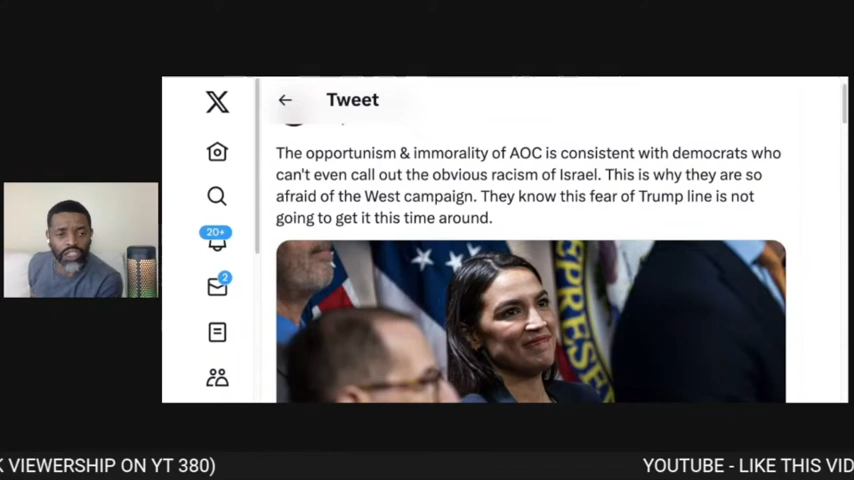 Tweet
The opportunism & immorality of AOC is consistent with democrats who
can't even call out the obvious racism of Israel. This is why they are so
afraid of the West campaign. They know this fear of Trump line is not
going to get it this time around.
20+
2
VIEWERSHIP ON YT 380)
YOUTUBE - LIKE THIS VID